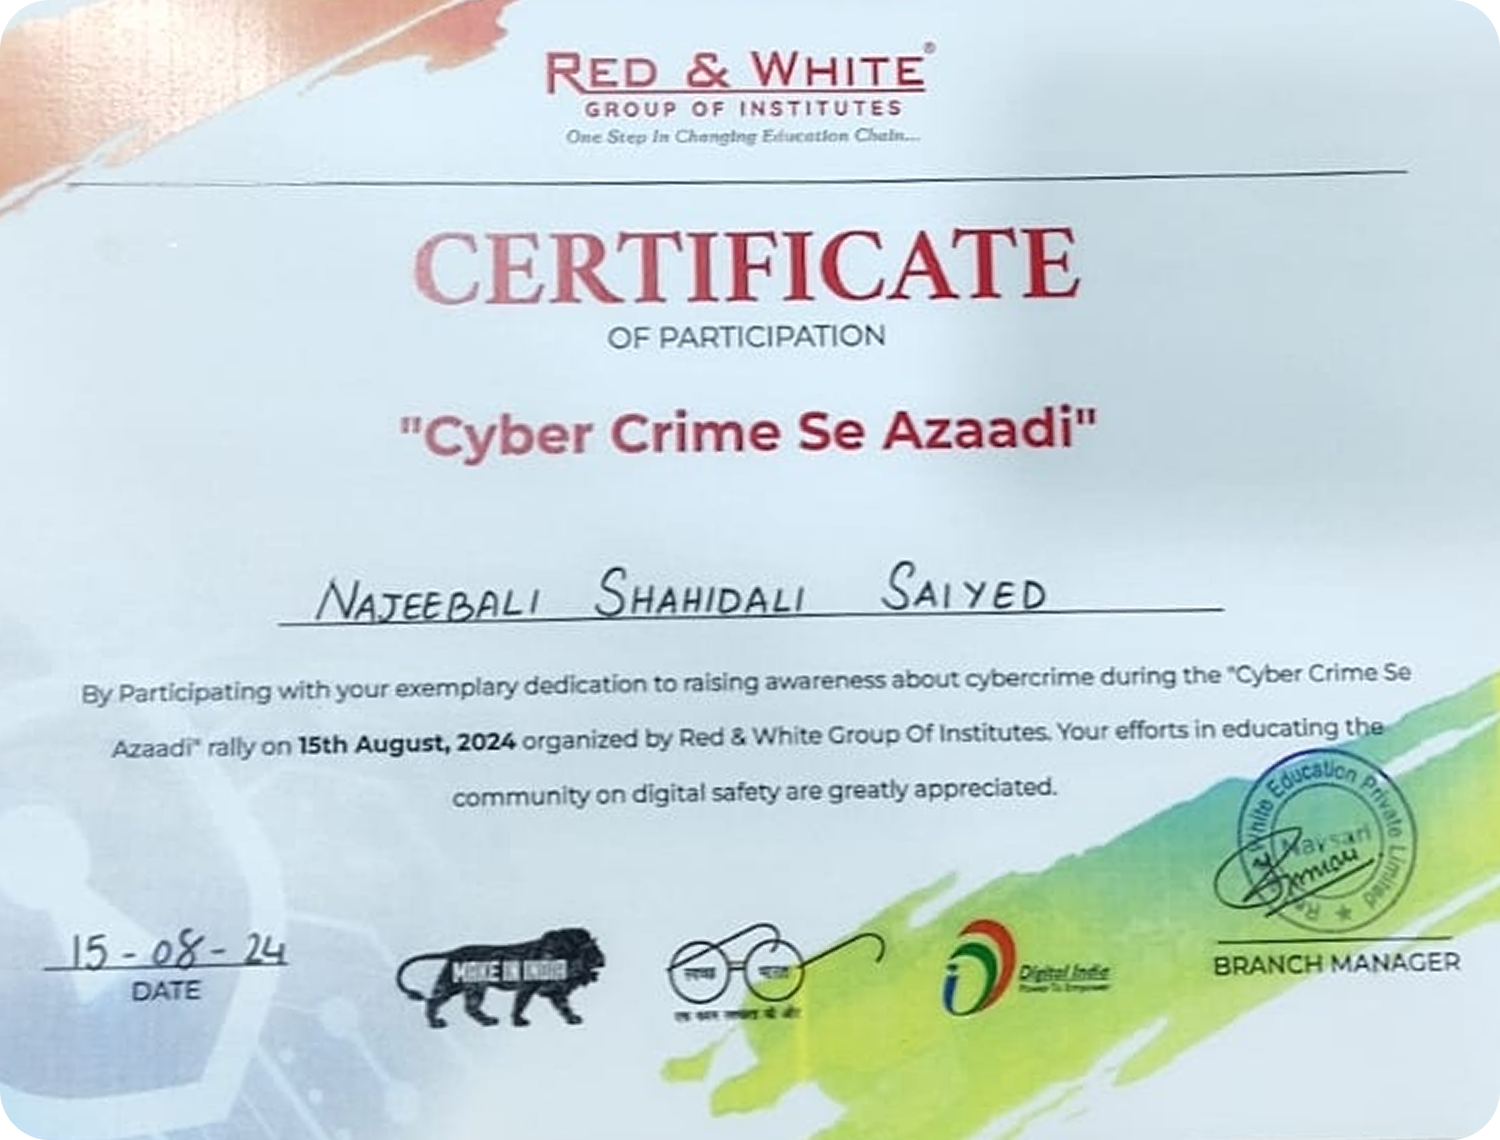 RED & WHITE®
GROUP OF INSTITUTES
One Step In Changing Education Chain...
CERTIFICATE
OF PARTICIPATION
"Cyber Crime Se Azaadi"
NAJEEBALI SHAHIDALI SAIYED
By Participating with your exemplary dedication to raising awareness about cybercrime during the "Cyber Crime Se
Azaadi" rally on 15th August, 2024 organized by Red & White Group Of Institutes. Your efforts in educating the
community on digital safety are greatly appreciated.
White Education Private Limited
Navsari
15-08-24
DATE
MAKE IN INDIA
स्वच्छ भारत
एक कदम स्वच्छता की ओर
Digital India
Power To Empower
BRANCH MANAGER